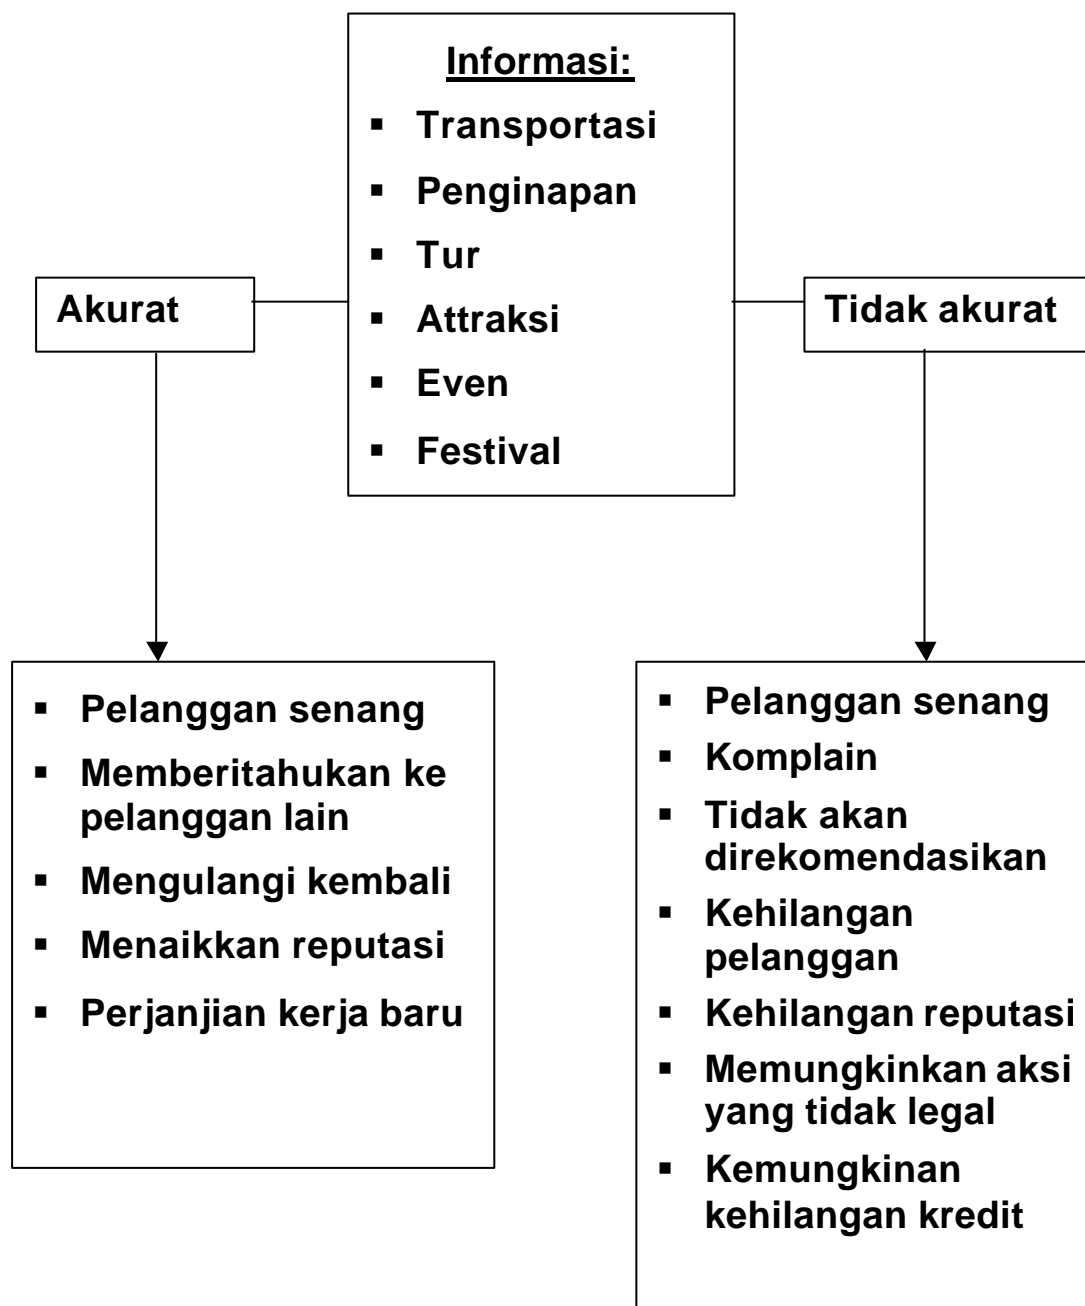 Informasi:
▪ Transportasi
▪ Penginapan
▪ Tur
▪ Attraksi
▪ Even
▪ Festival
Akurat
Tidak akurat
▪ Pelanggan senang
▪ Memberitahukan ke
pelanggan lain
▪ Mengulangi kembali
▪ Menaikkan reputasi
▪ Perjanjian kerja baru
▪ Pelanggan senang
▪ Komplain
▪ Tidak akan
direkomendasikan
▪ Kehilangan
pelanggan
▪ Kehilangan reputasi
▪ Memungkinkan aksi
yang tidak legal
▪ Kemungkinan
kehilangan kredit